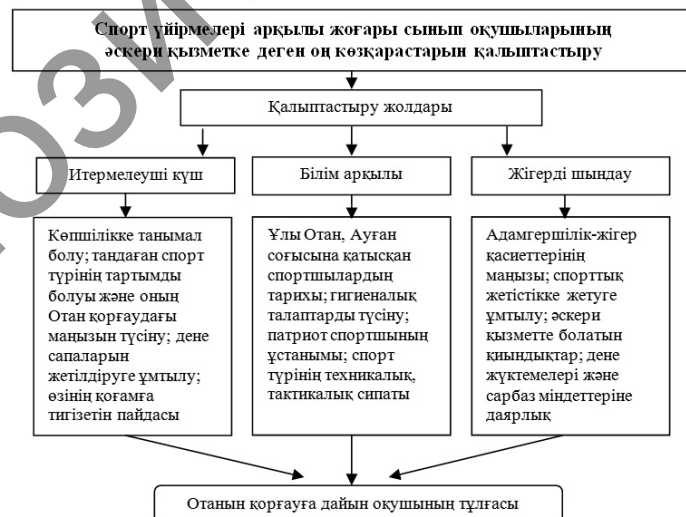 Спорт үйірмелері арқылы жоғары сынып оқушыларының
әскери қызметке деген оң көзқарастарын қалыптастыру
Қалыптастыру жолдары
Итермелеуші күш
Көпшілікке танымал
болу; тандаған спорт
түрінің тартымды
болуы және оның
Отан қорғаудағы
маңызын түсіну; дене
сапаларын
жетілдіруге ұмтылу;
өзінің қоғамға
тигізетін пайдасы
Білім арқылы
Ұлы Отан, Ауған
соғысына қатысқан
спортшылардың
тарихы; гигиеналық
талаптарды түсіну;
патриот спортшының
ұстанымы; спорт
түрінің техникалық,
тактикалық сипаты
Жігерді шындау
Адамгершілік-жігер
қасиеттерінің
маңызы; спорттық
жетістікке жетуге
ұмтылу; әскери
қызметте болатын
қиындықтар; дене
жүктемелері және
сарбаз міндеттеріне
даярлық
Отанын қорғауға дайын оқушының тұлғасы